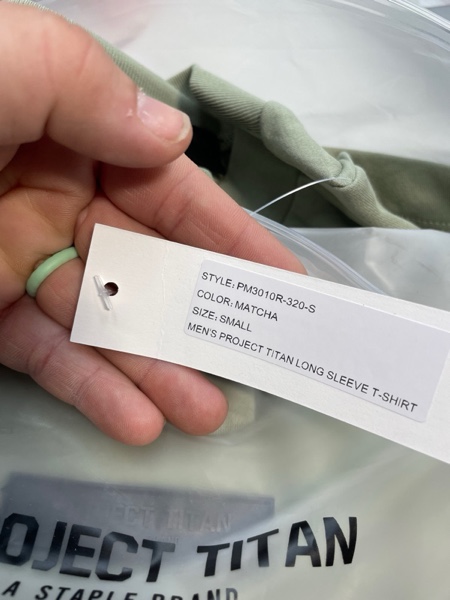 STYLE: PM3010R-320-S
COLOR: MATCHA
SIZE: SMALL
MEN'S PROJECT TITAN LONG SLEEVE T-SHIRT
OJECT TITAN
A STAPLE BRAND